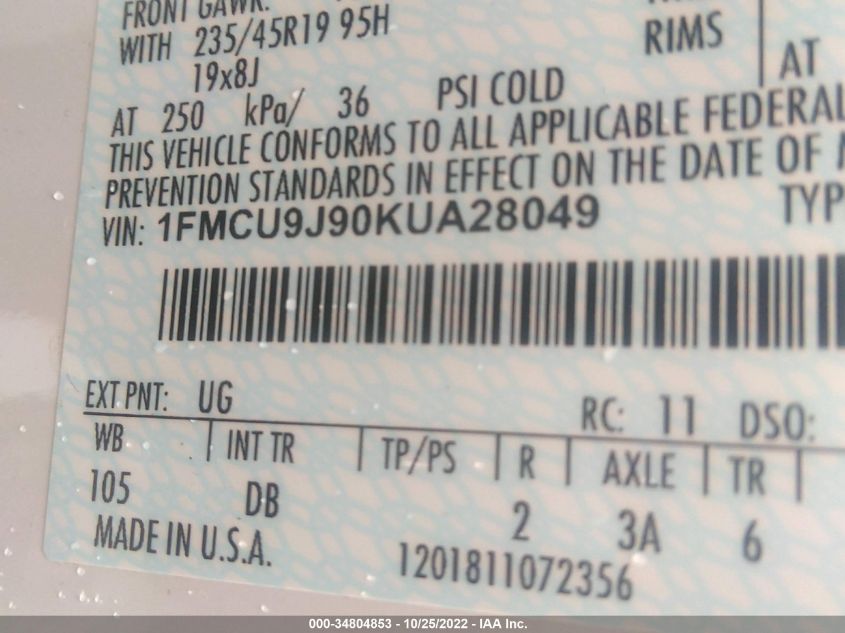 FRONT GAWR:
WITH 235/45R19 95H
RIMS
19x8J
AT
AT 250 kPa/ 36 PSI COLD
THIS VEHICLE CONFORMS TO ALL APPLICABLE FEDERAL
PREVENTION STANDARDS IN EFFECT ON THE DATE OF
VIN: 1FMCU9J90KUA28049
TYP
EXT PNT: UG
RC: 11 DSO:
WB INT TR TP/PS R AXLE TR
105 DB 2 3A 6
MADE IN U.S.A.
1201811072356
000-34804853 - 10/25/2022 - IAA Inc.